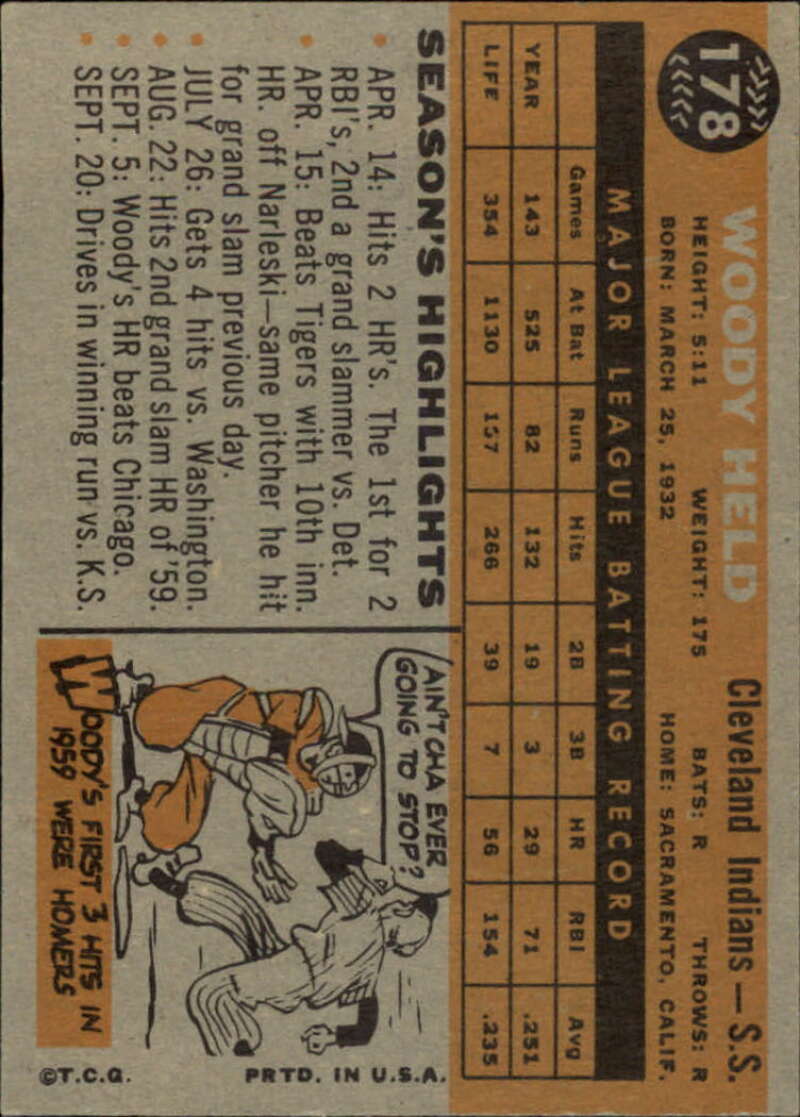 178
WOODY HELD
Cleveland Indians — S.S.
HEIGHT: 5:11 WEIGHT: 175 BATS: R THROWS: R
BORN: MARCH 25, 1932 HOME: SACRAMENTO, CALIF.
MAJOR LEAGUE BATTING RECORD
Games At Bat Runs Hits 2B 3B HR RBI Avg
YEAR 143 525 82 132 19 3 29 71 .251
LIFE 354 1130 157 266 39 7 56 154 .235
SEASON'S HIGHLIGHTS
• APR. 14: Hits 2 HR's. The 1st for 2
RBI's, 2nd a grand slammer vs. Det.
• APR. 15: Beats Tigers with 10th inn.
HR. off Narleski—same pitcher he hit
for grand slam previous day.
• JULY 26: Gets 4 hits vs. Washington.
• AUG. 22: Hits 2nd grand slam HR of '59.
• SEPT. 5: Woody's HR beats Chicago.
• SEPT. 20: Drives in winning run vs. K.S.
AIN'TCHA EVER
GOING TO STOP?
WOODY'S FIRST 3 HITS IN
1959 WERE HOMERS
©T.C.G. PRTD. IN U.S.A.